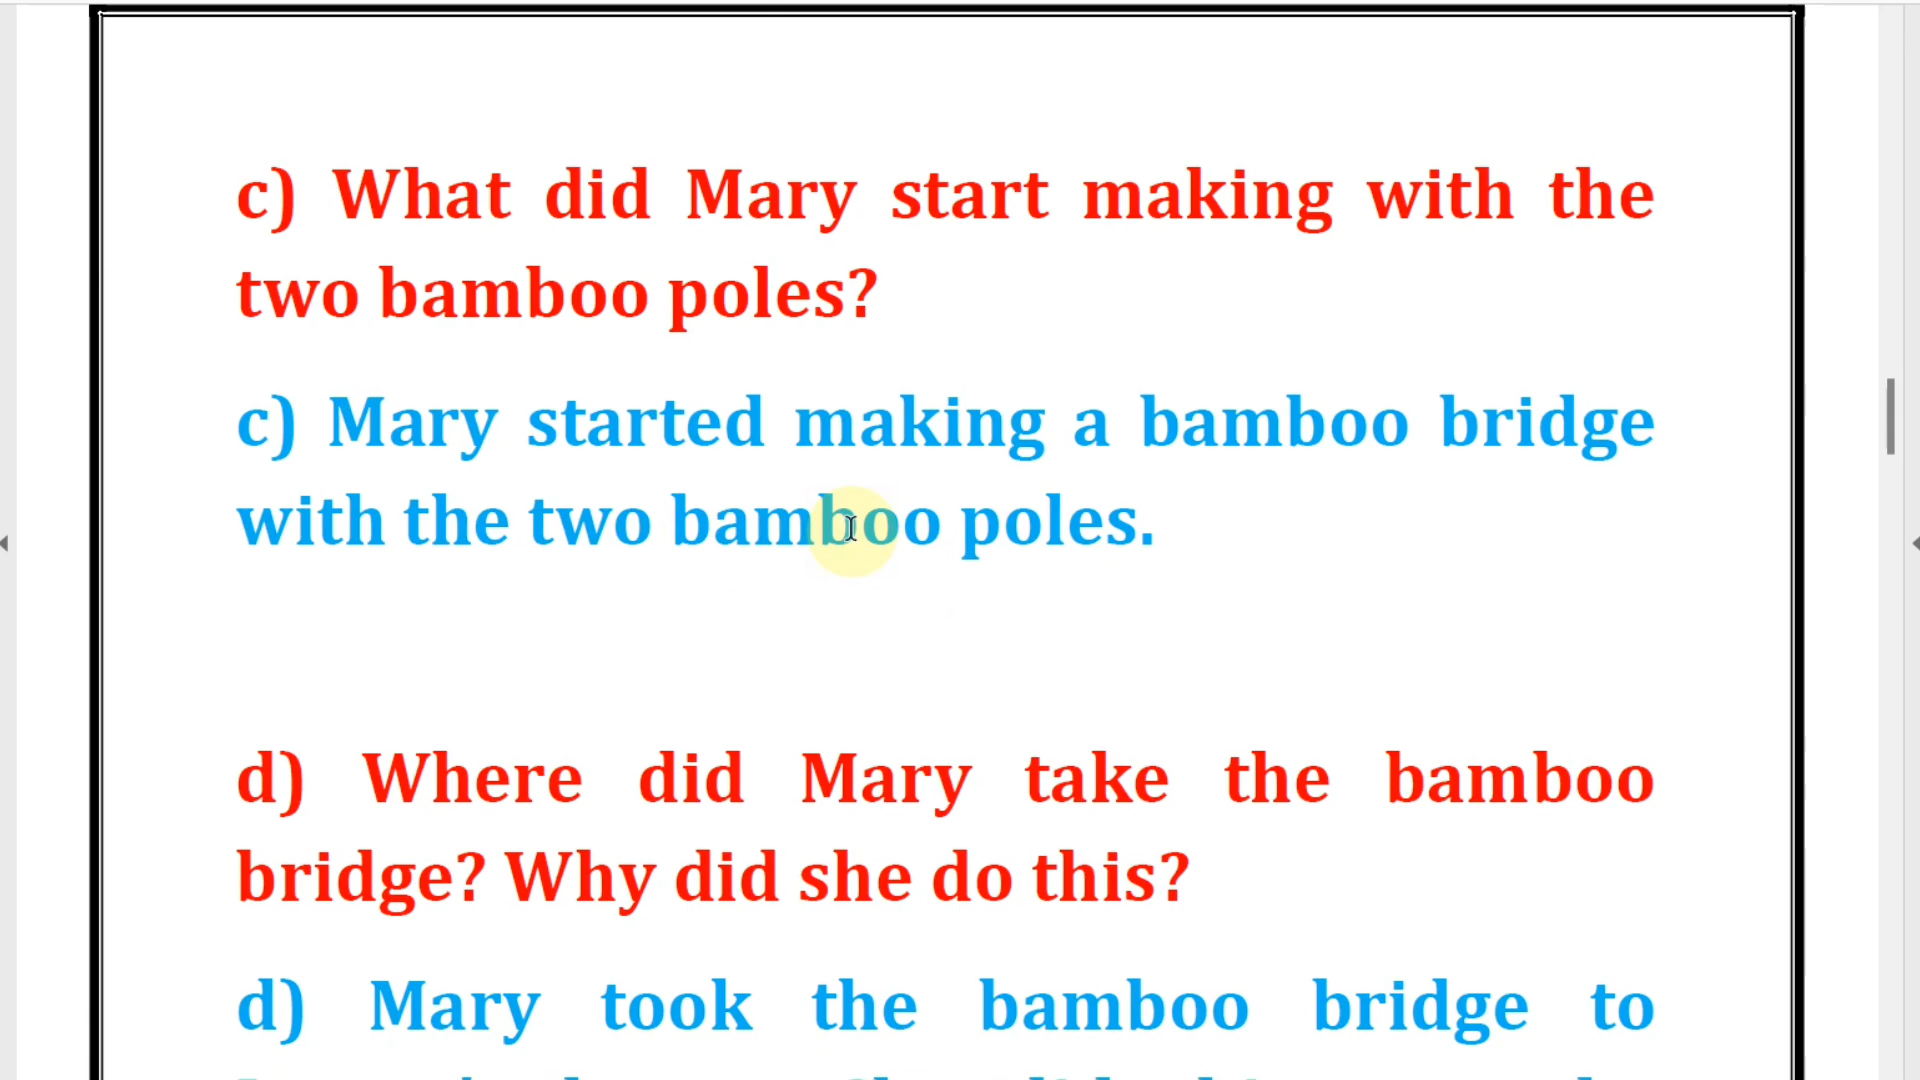 c) What did Mary start making with the
two bamboo poles?
c) Mary started making a bamboo bridge
with the two bamboo poles.
d) Where did Mary take the bamboo
bridge? Why did she do this?
d) Mary took the bamboo bridge to